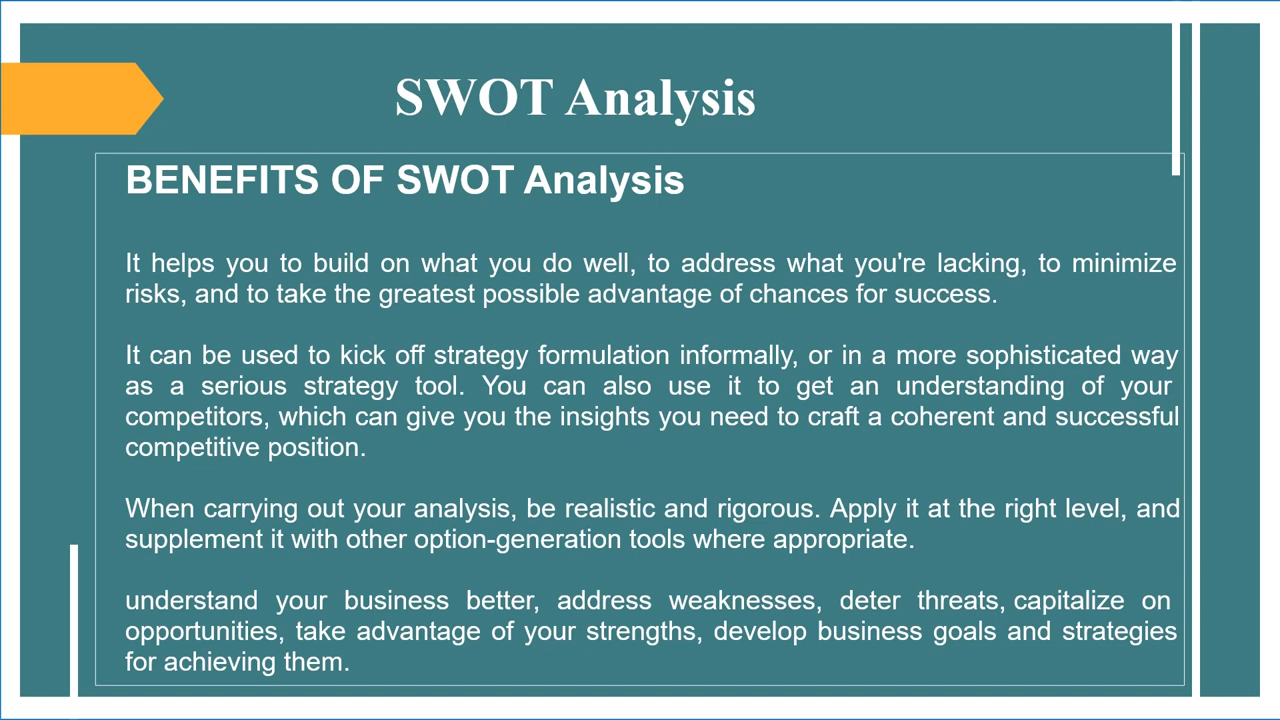 SWOT Analysis
BENEFITS OF SWOT Analysis
It helps you to build on what you do well, to address what you're lacking, to minimize
risks, and to take the greatest possible advantage of chances for success.
It can be used to kick off strategy formulation informally, or in a more sophisticated way
as a serious strategy tool. You can also use it to get an understanding of your
competitors, which can give you the insights you need to craft a coherent and successful
competitive position.
When carrying out your analysis, be realistic and rigorous. Apply it at the right level, and
supplement it with other option-generation tools where appropriate.
understand your business better, address weaknesses, deter threats, capitalize on
opportunities, take advantage of your strengths, develop business goals and strategies
for achieving them.